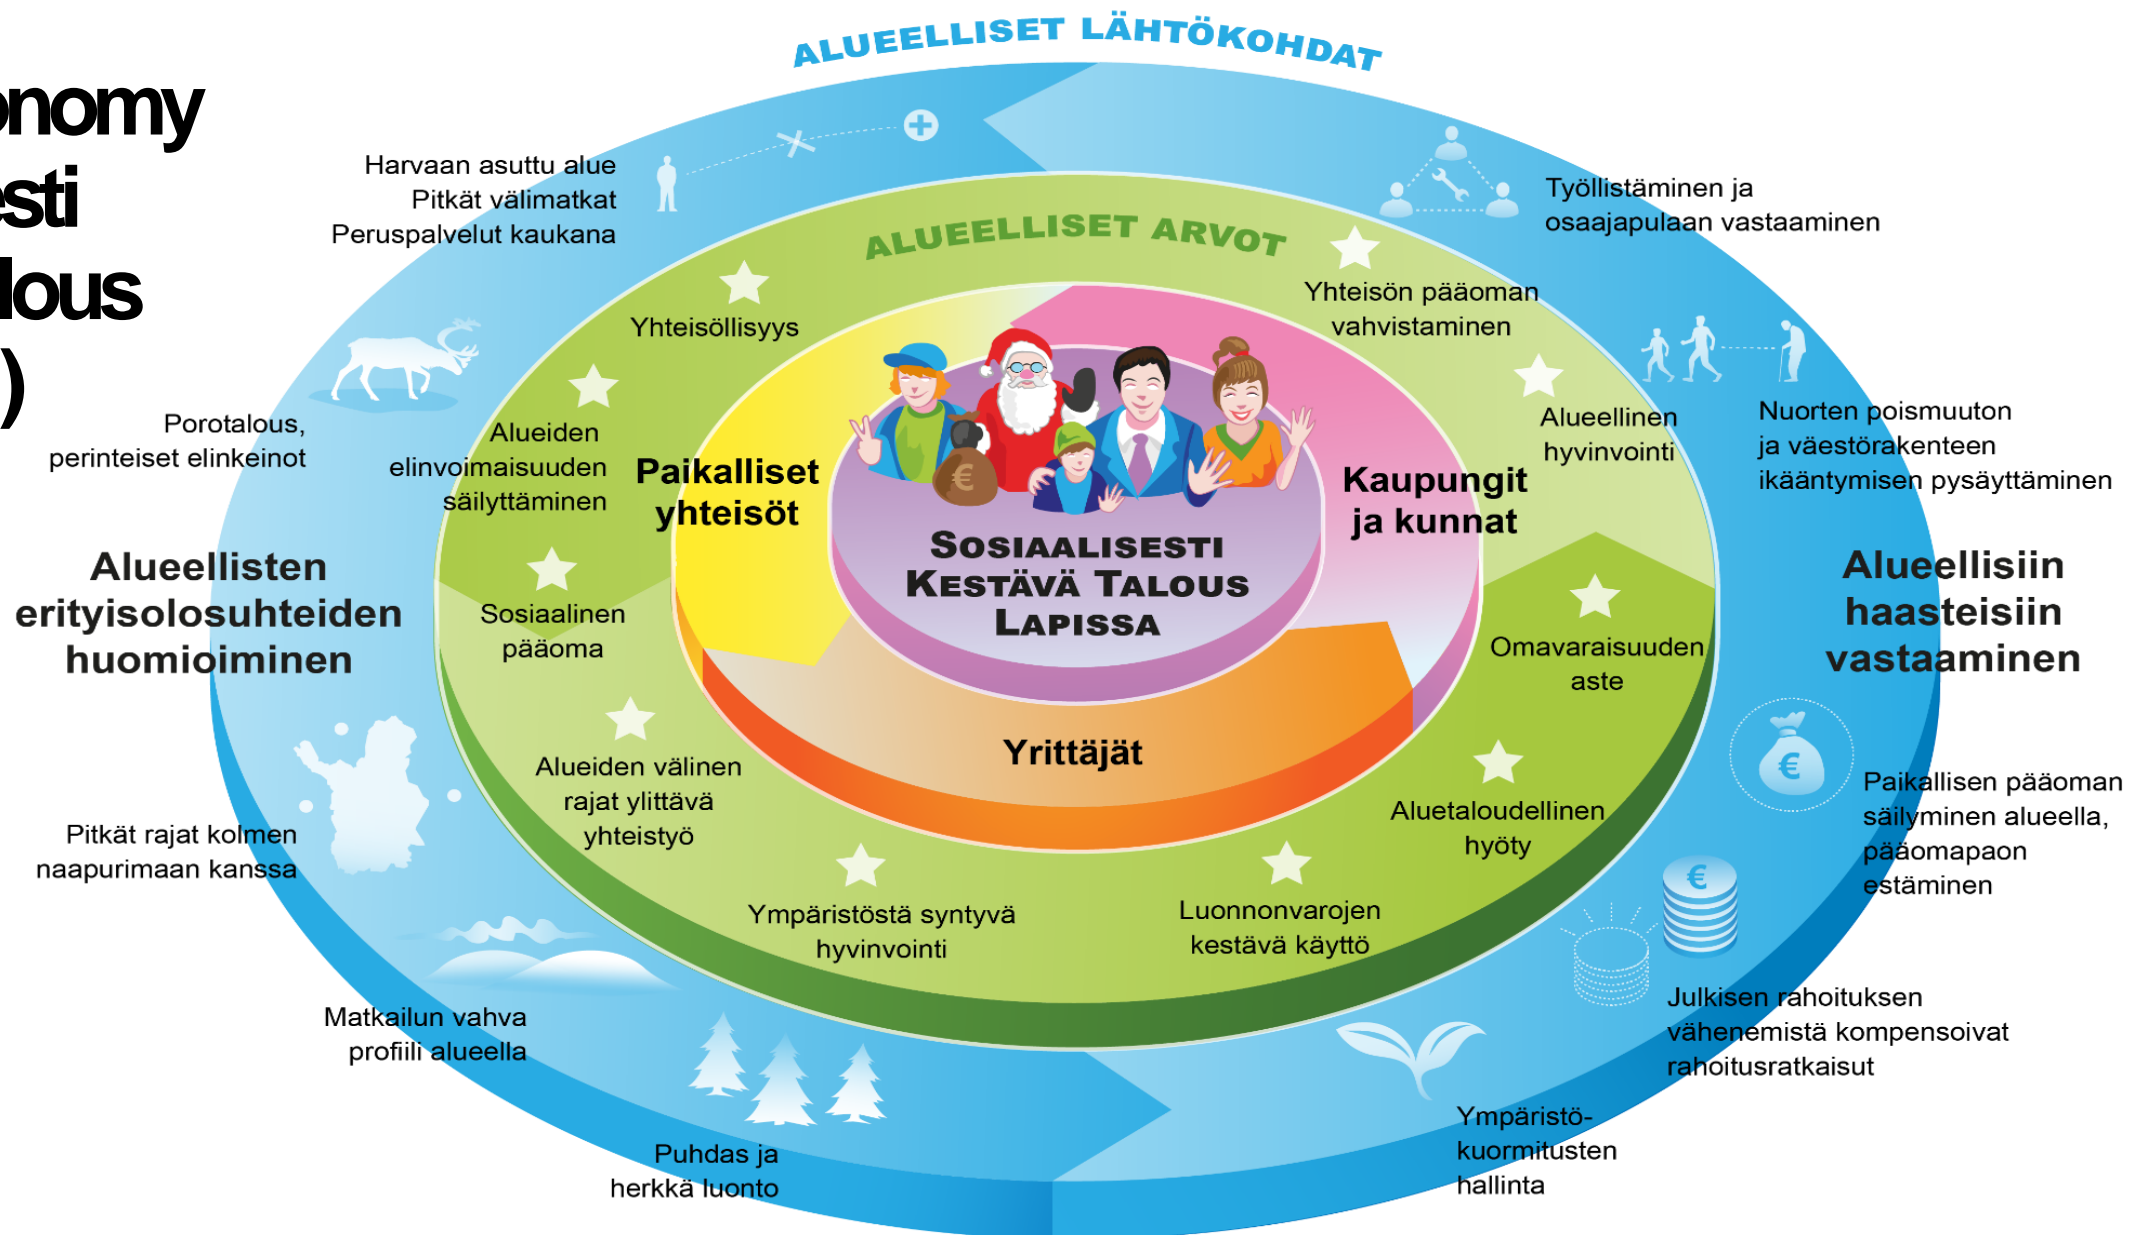 ALUEELLISET LÄHTÖKOHDAT
Harvaan asuttu alue
Pitkät välimatkat
Peruspalvelut kaukana
Työllistäminen ja
osaajapulaan vastaaminen
ALUEELLISET ARVOT
Yhteisöllisyys
Yhteisön pääoman
vahvistaminen
Porotalous,
perinteiset elinkeinot
Alueiden
elinvoimaisuuden
säilyttäminen
Paikalliset
yhteisöt
Kaupungit
ja kunnat
Alueellinen
hyvinvointi
Nuorten poismuuton
ja väestörakenteen
ikääntymisen pysäyttäminen
€
SOSIAALISESTI
KESTÄVÄ TALOUS
LAPISSA
Alueellisten
erityisolosuhteiden
huomioiminen
Alueellisiin
haasteisiin
vastaaminen
Sosiaalinen
pääoma
Omavaraisuuden
aste
Yrittäjät
Alueiden välinen
rajat ylittävä
yhteistyö
Aluetaloudellinen
hyöty
€
Paikallisen pääoman
säilyminen alueella,
pääomapaon
estäminen
Pitkät rajat kolmen
naapurimaan kanssa
Ympäristöstä syntyvä
hyvinvointi
Luonnonvarojen
kestävä käyttö
€
Matkailun vahva
profiili alueella
Julkisen rahoituksen
vähenemistä kompensoivat
rahoitusratkaisut
Puhdas ja
herkkä luonto
Ympäristö-
kuormitusten
hallinta